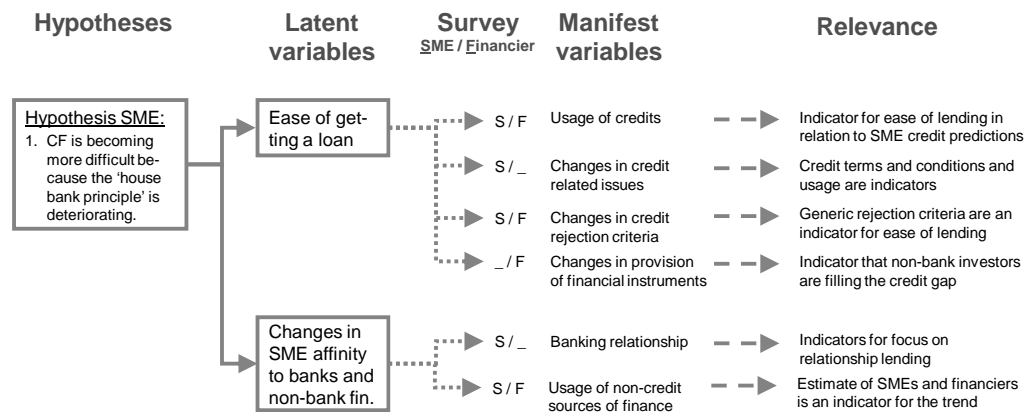 Hypotheses
Latent
variables
Survey
SME / Financier
Manifest
variables
Relevance
Hypothesis SME:
1. CF is becoming
more difficult be-
cause the ‘house
bank principle’ is
deteriorating.
Ease of get-
ting a loan
S / F
Usage of credits
Indicator for ease of lending in
relation to SME credit predictions
S / _
Changes in credit
related issues
Credit terms and conditions and
usage are indicators
S / F
Changes in credit
rejection criteria
Generic rejection criteria are an
indicator for ease of lending
_ / F
Changes in provision
of financial instruments
Indicator that non-bank investors
are filling the credit gap
Changes in
SME affinity
to banks and
non-bank fin.
S / _
Banking relationship
Indicators for focus on
relationship lending
S / F
Usage of non-credit
sources of finance
Estimate of SMEs and financiers
is an indicator for the trend